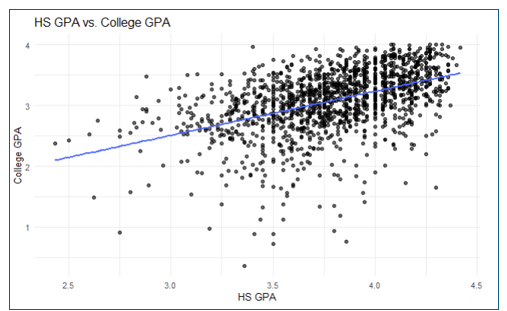 HS GPA vs. College GPA
4
3
2
1
College GPA
2.5 3.0 3.5 4.0 4.5
HS GPA